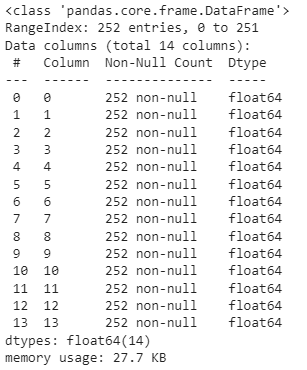 <class 'pandas.core.frame.DataFrame'>
RangeIndex: 252 entries, 0 to 251
Data columns (total 14 columns):
 #   Column  Non-Null Count  Dtype
---  ------  --------------  -----
 0   0       252 non-null    float64
 1   1       252 non-null    float64
 2   2       252 non-null    float64
 3   3       252 non-null    float64
 4   4       252 non-null    float64
 5   5       252 non-null    float64
 6   6       252 non-null    float64
 7   7       252 non-null    float64
 8   8       252 non-null    float64
 9   9       252 non-null    float64
 10  10      252 non-null    float64
 11  11      252 non-null    float64
 12  12      252 non-null    float64
 13  13      252 non-null    float64
dtypes: float64(14)
memory usage: 27.7 KB